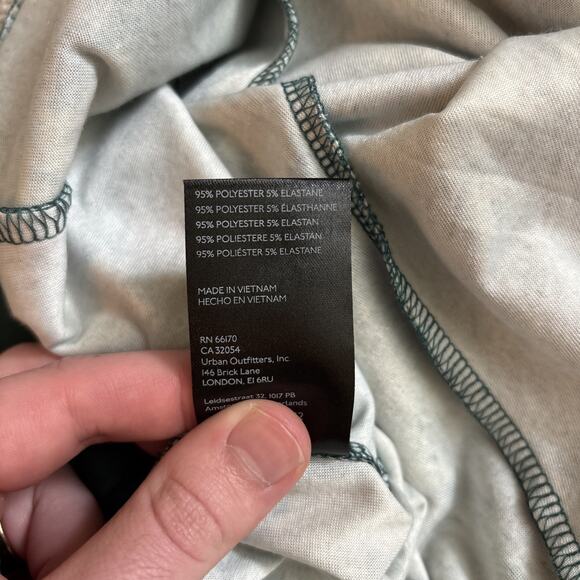 95% POLYESTER 5% ELASTANE
95% POLYESTER 5% ÉLASTHANNE
95% POLYESTER 5% ELASTAN
95% POLIESTERE 5% ELASTAN
95% POLIÉSTER 5% ELASTANE
MADE IN VIETNAM
HECHO EN VIETNAM
RN 66170
CA 32054
Urban Outfitters, Inc
146 Brick Lane
LONDON, E1 6RU
Leidsestraat 32, 1017 PB